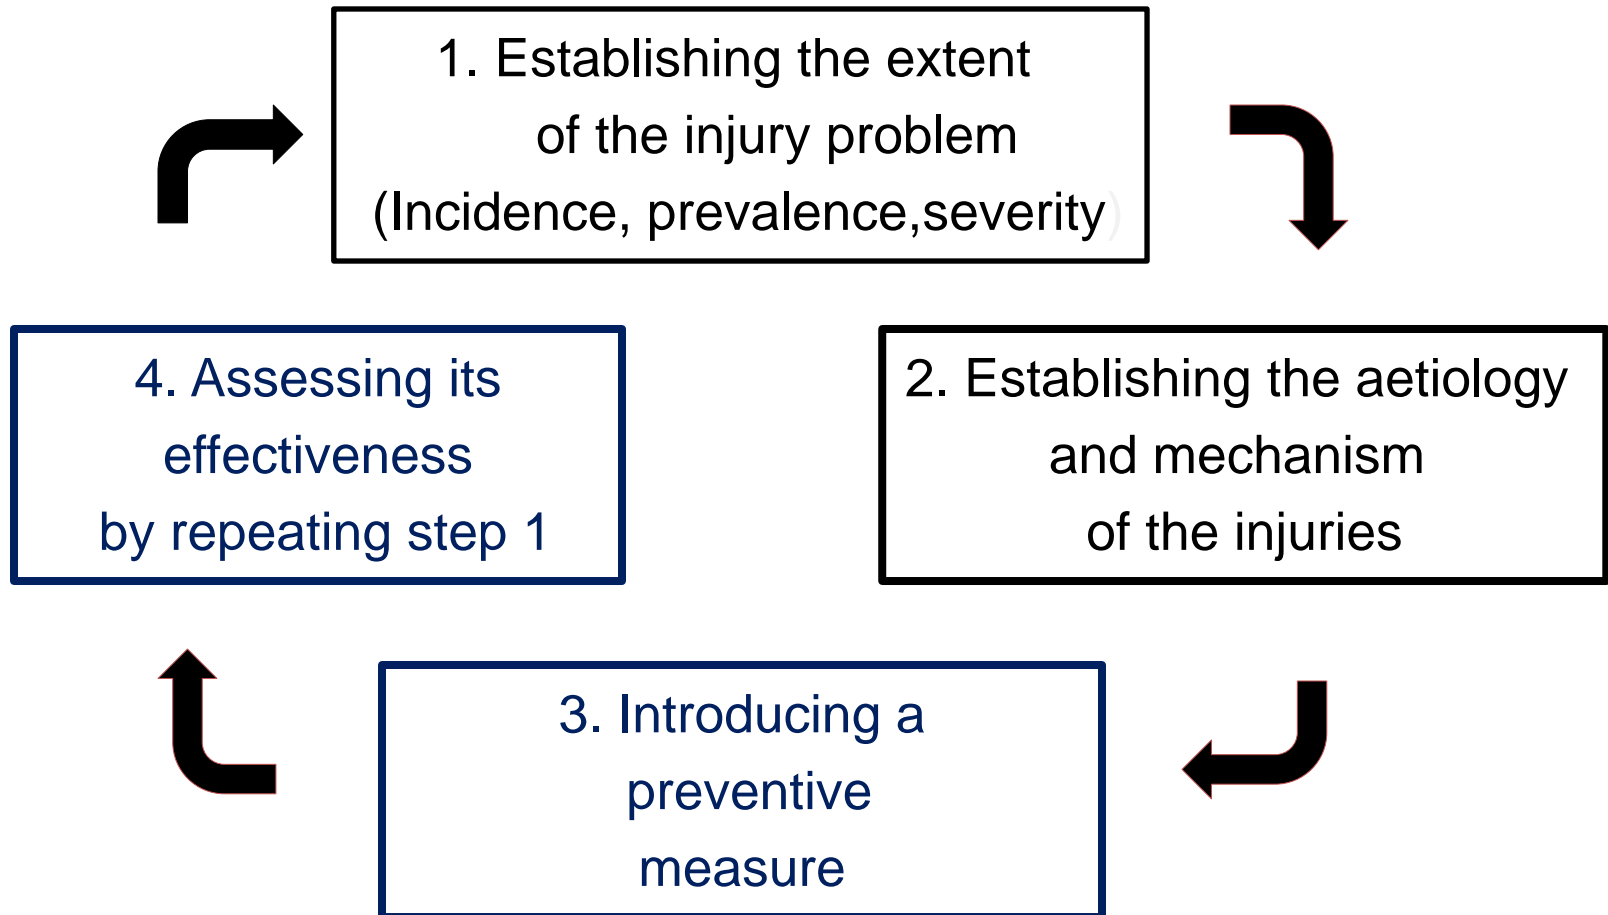 1. Establishing the extent
of the injury problem
(Incidence, prevalence,severity)
2. Establishing the aetiology
and mechanism
of the injuries
3. Introducing a
preventive
measure
4. Assessing its
effectiveness
by repeating step 1